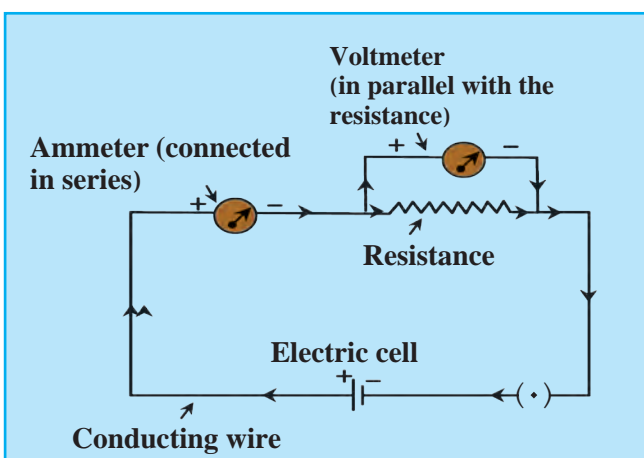 Voltmeter
(in parallel with the
resistance)
+ −
Ammeter (connected
in series)
+ −
Resistance
Electric cell
+ −
(·)
Conducting wire